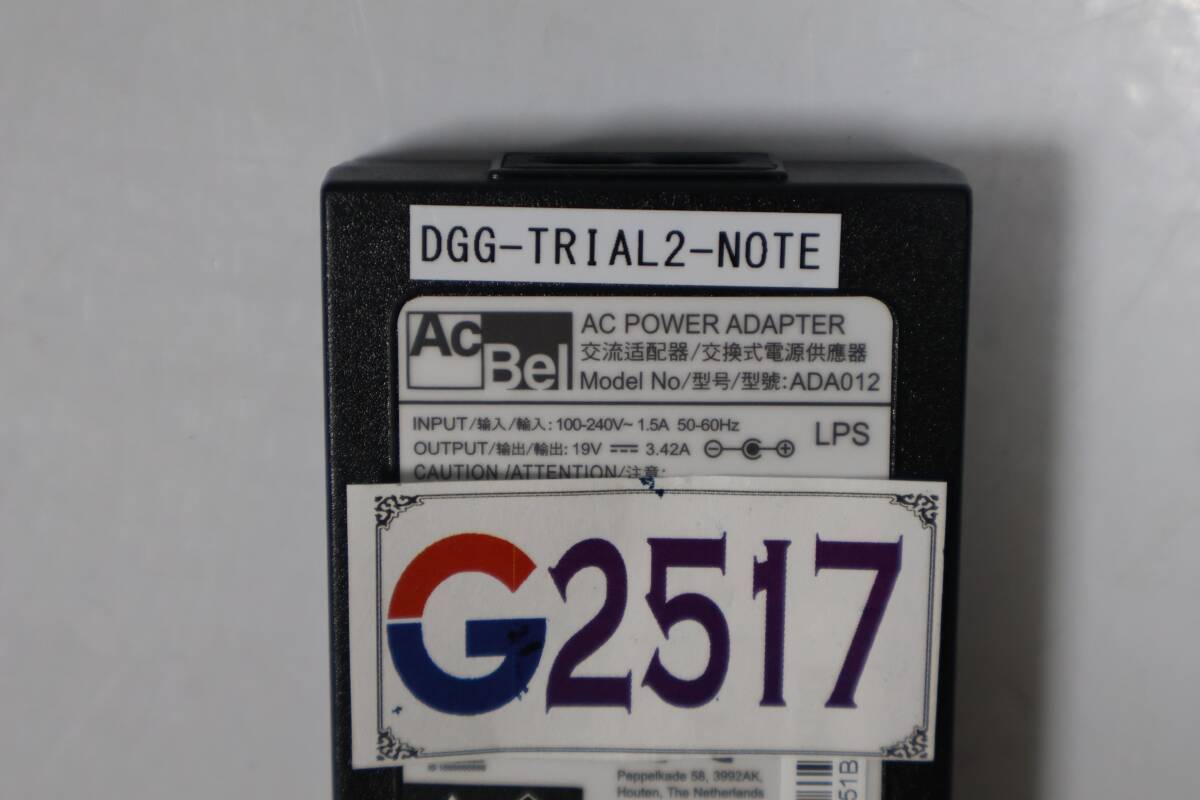 DGG-TRIAL2-NOTE
AcBel
AC POWER ADAPTER
交流适配器/交換式電源供應器
Model No/型号/型號: ADA012
INPUT/输入/輸入: 100-240V~ 1.5A 50-60Hz
OUTPUT/输出/輸出: 19V ⎓ 3.42A
LPS
CAUTION /ATTENTION/注意:
G2517
Peppelkade 58, 3992AK,
Houten, The Netherlands
51B